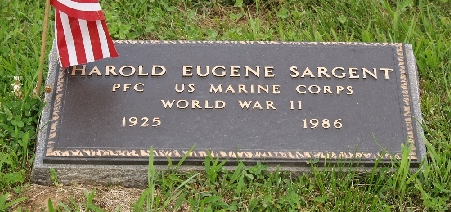 HAROLD EUGENE SARGENT
PFC US MARINE CORPS
WORLD WAR II
1925 1986